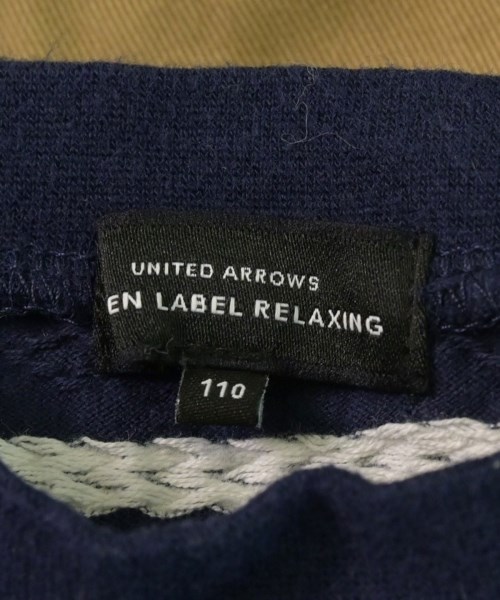 UNITED ARROWS
EN LABEL RELAXING
110